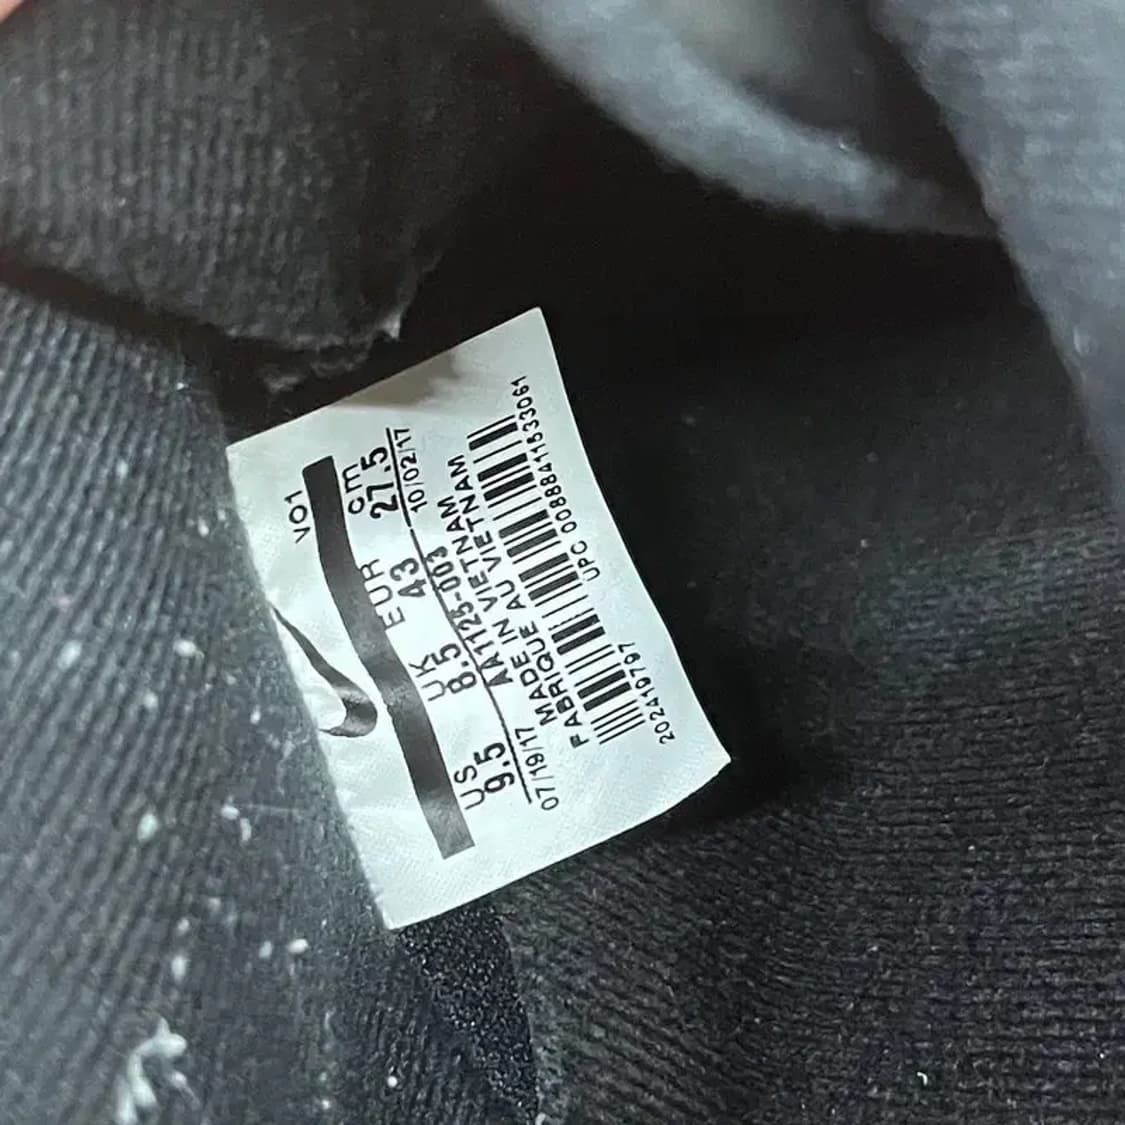 VO1
US UK EUR cm
9.5 8.5 43 27.5
07/19/17 AA1125-003 10/02/17
MADE IN VIETNAM
FABRIQUE AU VIETNAM
UPC 00888411633061
202419797